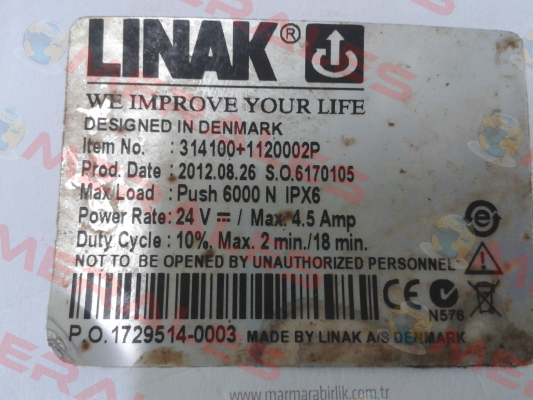 LINAK®
WE IMPROVE YOUR LIFE
DESIGNED IN DENMARK
Item No. : 314100+1120002P
Prod. Date : 2012.08.26 S.O.6170105
Max Load : Push 6000 N IPX6
Power Rate: 24 V ⎓ / Max. 4.5 Amp
Duty Cycle : 10%, Max. 2 min./18 min.
NOT TO BE OPENED BY UNAUTHORIZED PERSONNEL
CE
N576
P.O.1729514-0003 MADE BY LINAK A/S DENMARK
www.marmarabirlik.com.tr
MERALES